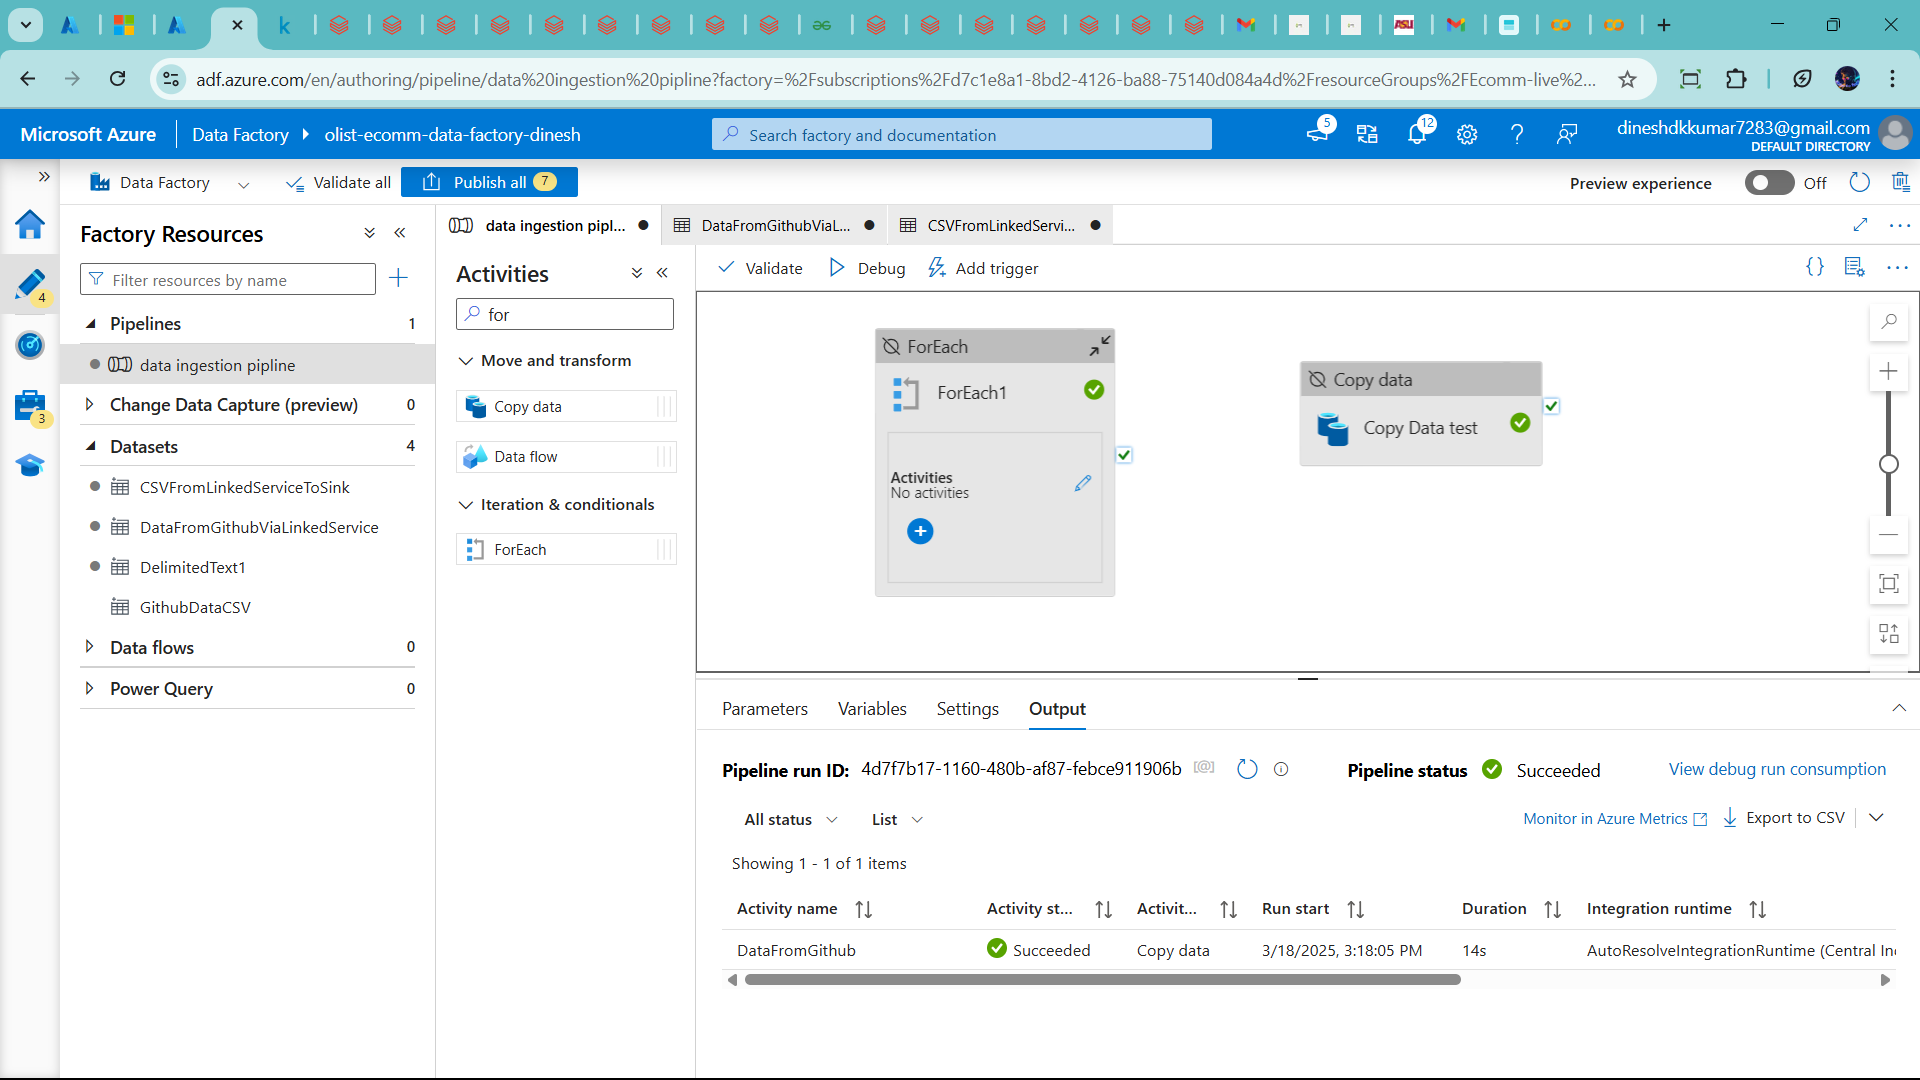 adf.azure.com/en/authoring/pipeline/data%20ingestion%20pipline?factory=%2Fsubscriptions%2Fd7c1e8a1-8bd2-4126-ba88-75140d084a4d%2FresourceGroups%2FEcomm-live%2...
Microsoft Azure
Data Factory
olist-ecomm-data-factory-dinesh
Search factory and documentation
5
12
dineshdkkumar7283@gmail.com
DEFAULT DIRECTORY
Data Factory
Validate all
Publish all 7
Preview experience
Off
4
3
Factory Resources
Filter resources by name
Pipelines 1
data ingestion pipline
Change Data Capture (preview) 0
Datasets 4
CSVFromLinkedServiceToSink
DataFromGithubViaLinkedService
DelimitedText1
GithubDataCSV
Data flows 0
Power Query 0
data ingestion pipl...
DataFromGithubViaL...
CSVFromLinkedServi...
Activities
for
Move and transform
Copy data
Data flow
Iteration & conditionals
ForEach
Validate
Debug
Add trigger
ForEach
ForEach1
Activities
No activities
Copy data
Copy Data test
Parameters
Variables
Settings
Output
Pipeline run ID: 4d7f7b17-1160-480b-af87-febce911906b
Pipeline status
Succeeded
View debug run consumption
All status
List
Monitor in Azure Metrics
Export to CSV
Showing 1 - 1 of 1 items
Activity name
Activity st...
Activit...
Run start
Duration
Integration runtime
DataFromGithub
Succeeded
Copy data
3/18/2025, 3:18:05 PM
14s
AutoResolveIntegrationRuntime (Central In